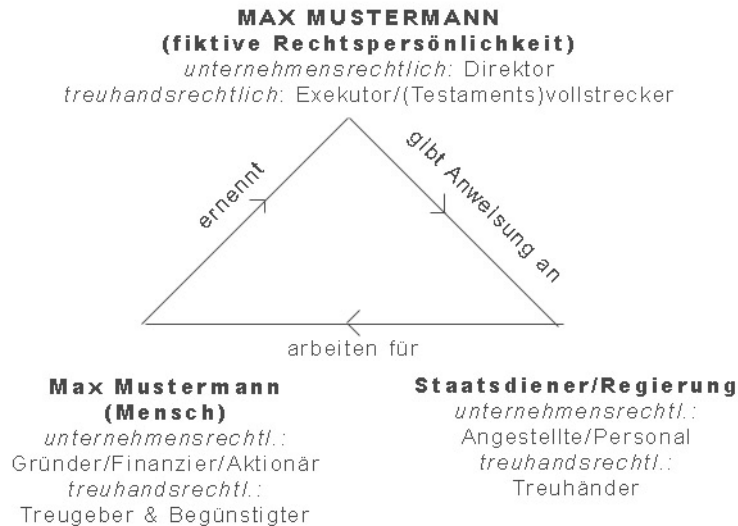 MAX MUSTERMANN
(fiktive Rechtspersönlichkeit)
unternehmensrechtlich: Direktor
treuhandsrechtlich: Exekutor/(Testaments)vollstrecker
ernennt
gibt Anweisung an
arbeiten für
Max Mustermann
(Mensch)
unternehmensrechtl.:
Gründer/Finanzier/Aktionär
treuhandsrechtl.:
Treugeber & Begünstigter
Staatsdiener/Regierung
unternehmensrechtl.:
Angestellte/Personal
treuhandsrechtl.:
Treuhänder